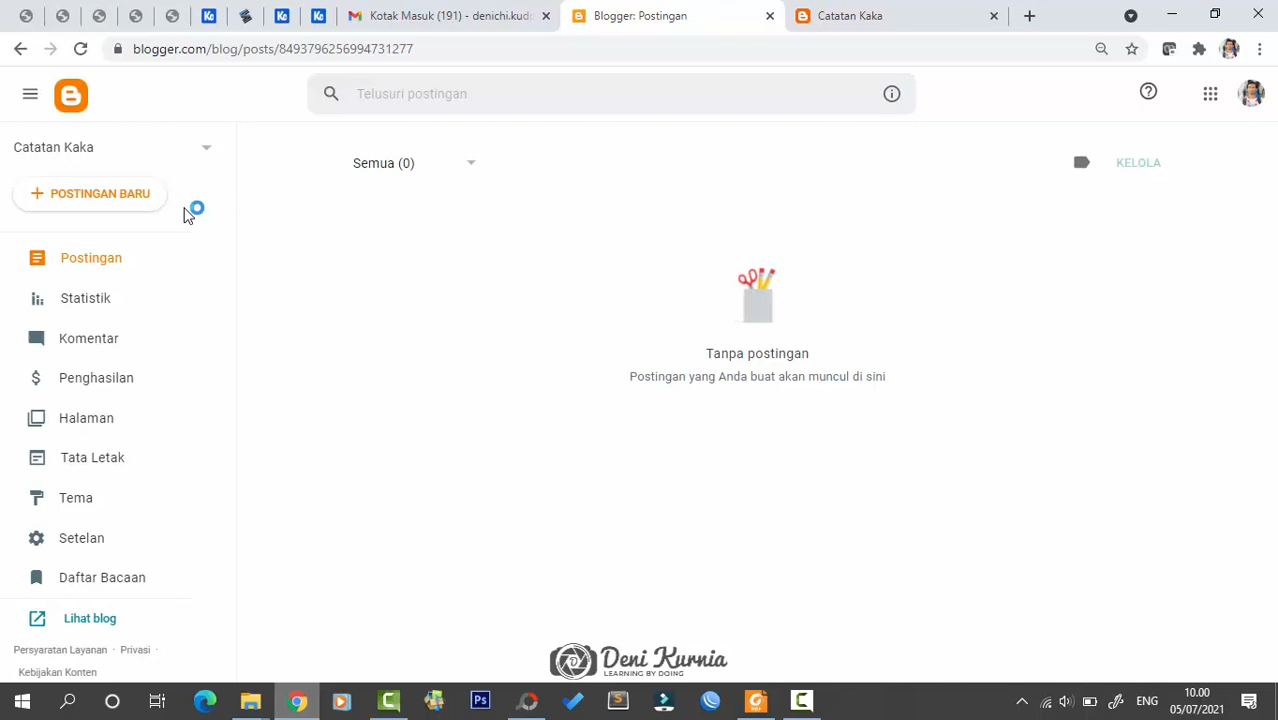 Kotak Masuk (191) - denichi.kudp
Blogger: Postingan
Catatan Kaka
blogger.com/blog/posts/8493796256994731277
Telusuri postingan
Catatan Kaka
Semua (0)
KELOLA
POSTINGAN BARU
Postingan
Statistik
Komentar
Penghasilan
Halaman
Tata Letak
Tema
Setelan
Daftar Bacaan
Lihat blog
Persyaratan Layanan · Privasi ·
Kebijakan Konten
Tanpa postingan
Postingan yang Anda buat akan muncul di sini
Deni Kurnia
LEARNING BY DOING
Ps
ENG
10.00
05/07/2021